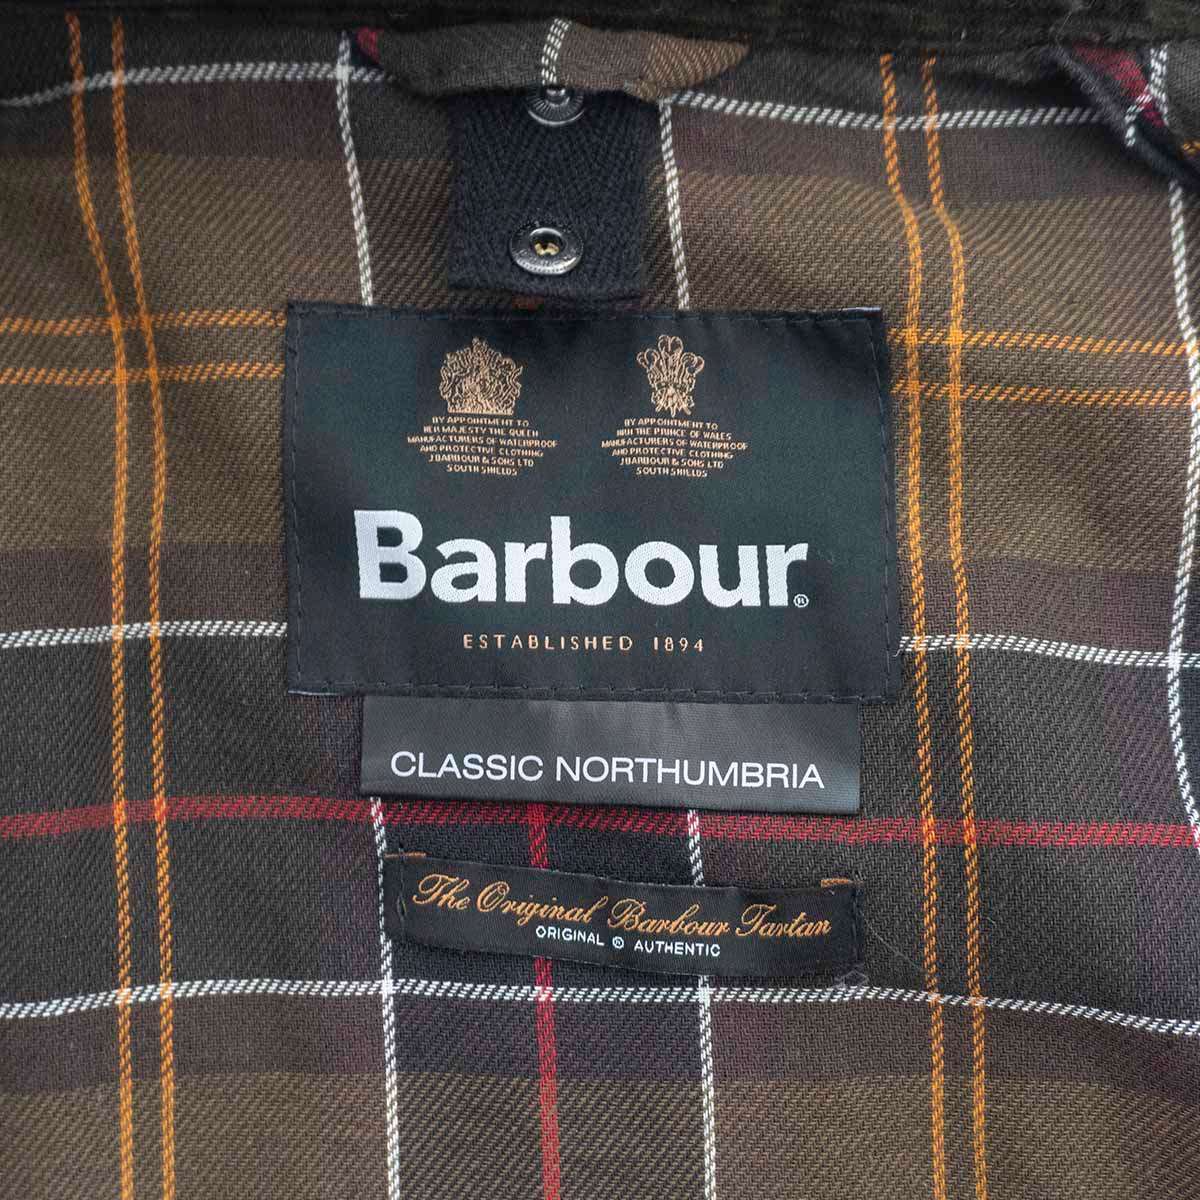 BY APPOINTMENT TO
HER MAJESTY THE QUEEN
MANUFACTURERS OF WATERPROOF
AND PROTECTIVE CLOTHING
J BARBOUR & SONS LTD
SOUTH SHIELDS
BY APPOINTMENT TO
HRH THE PRINCE OF WALES
MANUFACTURERS OF WATERPROOF
AND PROTECTIVE CLOTHING
J BARBOUR & SONS LTD
SOUTH SHIELDS
Barbour®
ESTABLISHED 1894
CLASSIC NORTHUMBRIA
The Original Barbour Tartan
ORIGINAL ® AUTHENTIC